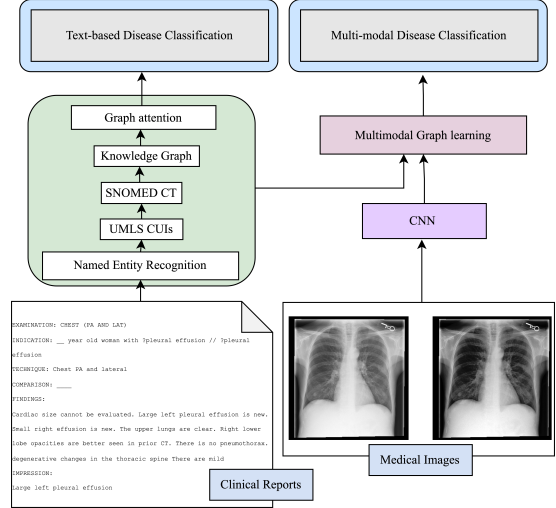 Text-based Disease Classification
Multi-modal Disease Classification
Graph attention
Knowledge Graph
SNOMED CT
UMLS CUIs
Named Entity Recognition
Multimodal Graph learning
CNN
EXAMINATION: CHEST (PA AND LAT)
INDICATION: __ year old woman with ?pleural effusion // ?pleural
effusion
TECHNIQUE: Chest PA and lateral
COMPARISON: ____
FINDINGS:
Cardiac size cannot be evaluated. Large left pleural effusion is new.
Small right effusion is new. The upper lungs are clear. Right lower
lobe opacities are better seen in prior CT. There is no pneumothorax.
degenerative changes in the thoracic spine There are mild
IMPRESSION:
Large left pleural effusion
Clinical Reports
Medical Images